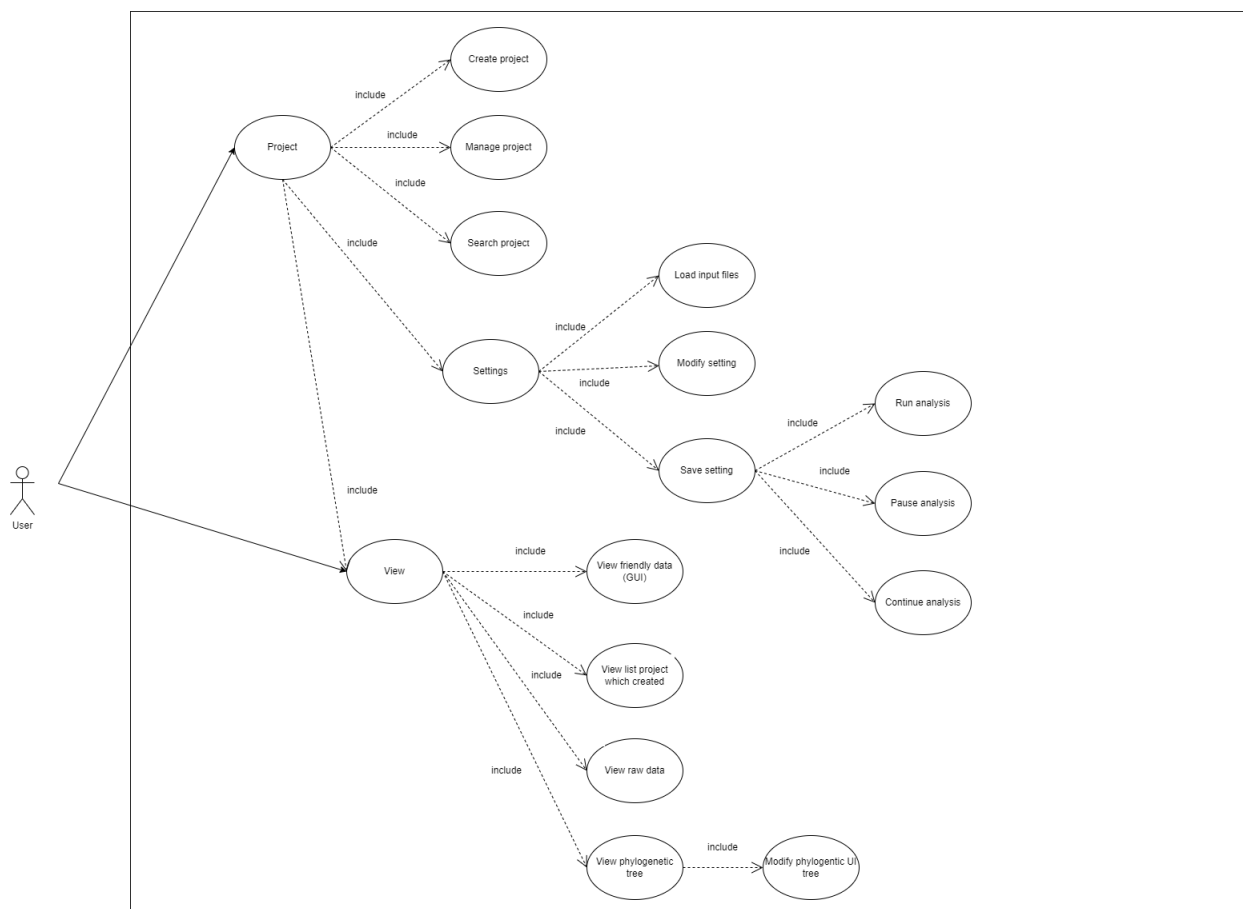 Create project
include
Project
include
Manage project
include
Search project
include
Load input files
include
Settings
include
Modify setting
include
Save setting
include
Run analysis
include
Pause analysis
include
Continue analysis
User
include
View
include
View friendly data
(GUI)
include
View list project
which created
include
View raw data
include
View phylogenetic
tree
include
Modify phylogentic UI
tree